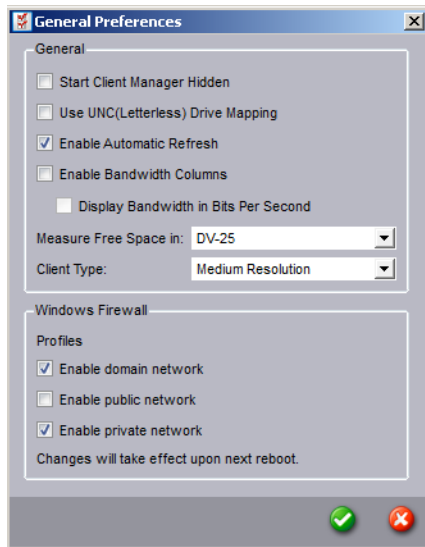 General Preferences
General
Start Client Manager Hidden
Use UNC(Letterless) Drive Mapping
Enable Automatic Refresh
Enable Bandwidth Columns
Display Bandwidth in Bits Per Second
Measure Free Space in: DV-25
Client Type: Medium Resolution
Windows Firewall
Profiles
Enable domain network
Enable public network
Enable private network
Changes will take effect upon next reboot.